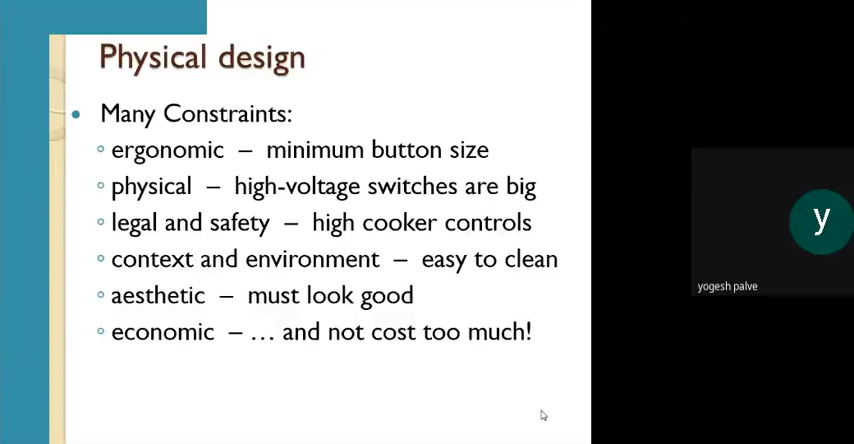 Physical design
• Many Constraints:
◦ ergonomic – minimum button size
◦ physical – high-voltage switches are big
◦ legal and safety – high cooker controls
◦ context and environment – easy to clean
◦ aesthetic – must look good
◦ economic – … and not cost too much!
y
yogesh palve